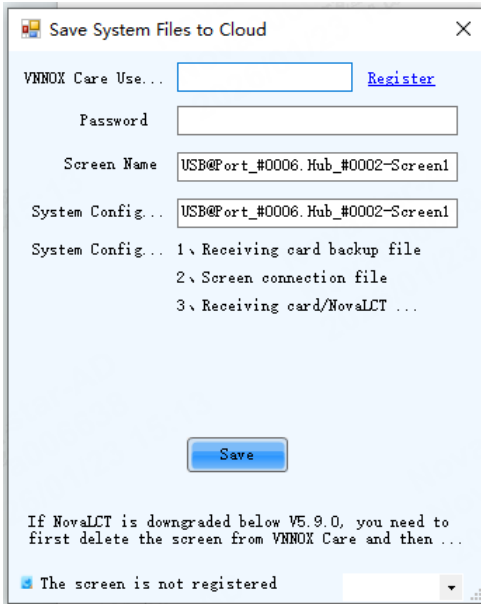 Save System Files to Cloud
VNNOX Care Use... Register
Password
Screen Name USB@Port_#0006.Hub_#0002-Screen1
System Config... USB@Port_#0006.Hub_#0002-Screen1
System Config... 1、Receiving card backup file
2、Screen connection file
3、Receiving card/NovaLCT ...
Save
If NovaLCT is downgraded below V5.9.0, you need to
first delete the screen from VNNOX Care and then ...
The screen is not registered